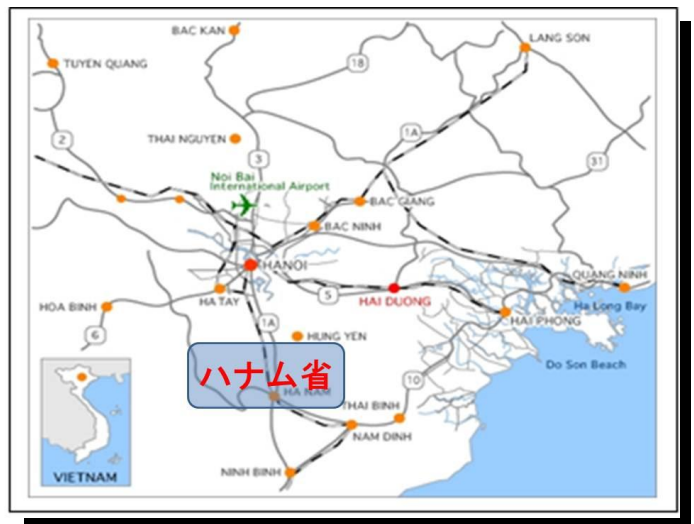 BAC KAN
LANG SON
TUYEN QUANG
18
1A
2
THAI NGUYEN
3
31
Noi Bai
International Airport
BAC GIANG
BAC NINH
HANOI
QUANG NINH
HA TAY
5
HAI DUONG
Ha Long Bay
HOA BINH
1A
HAI PHONG
6
HUNG YEN
ハナム省
Do Son Beach
10
HA NAM
THAI BINH
NAM DINH
NINH BINH
VIETNAM